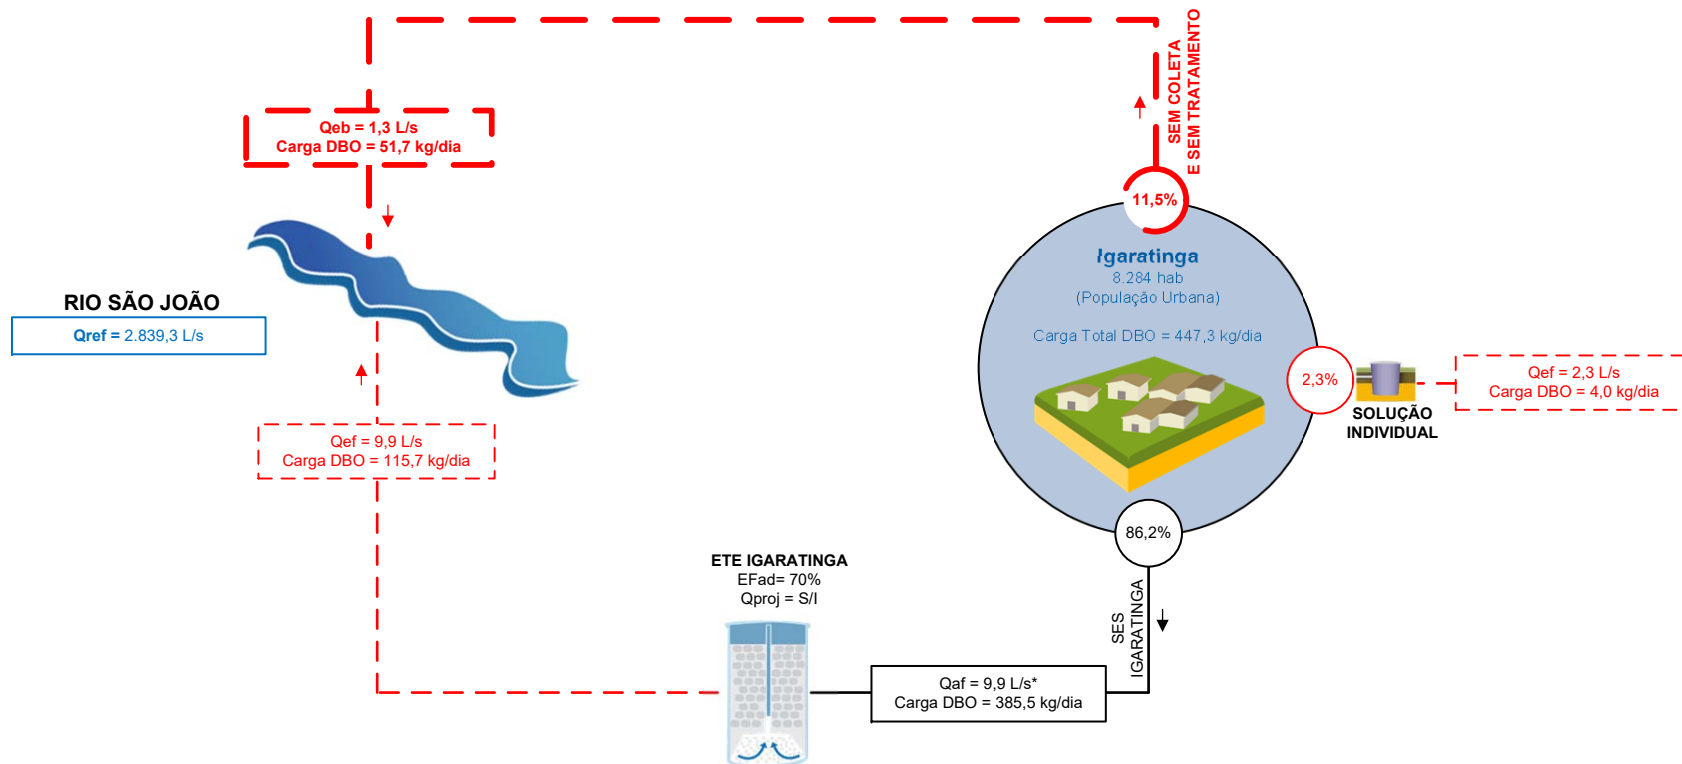 SEM COLETA
E SEM TRATAMENTO
Qeb = 1,3 L/s
Carga DBO = 51,7 kg/dia
11,5%
Igaratinga
8.284 hab
(População Urbana)
Carga Total DBO = 447,3 kg/dia
RIO SÃO JOÃO
Qref = 2.839,3 L/s
2,3%
SOLUÇÃO
INDIVIDUAL
Qef = 2,3 L/s
Carga DBO = 4,0 kg/dia
Qef = 9,9 L/s
Carga DBO = 115,7 kg/dia
86,2%
ETE IGARATINGA
EFad= 70%
Qproj = S/I
SES
IGARATINGA
Qaf = 9,9 L/s*
Carga DBO = 385,5 kg/dia